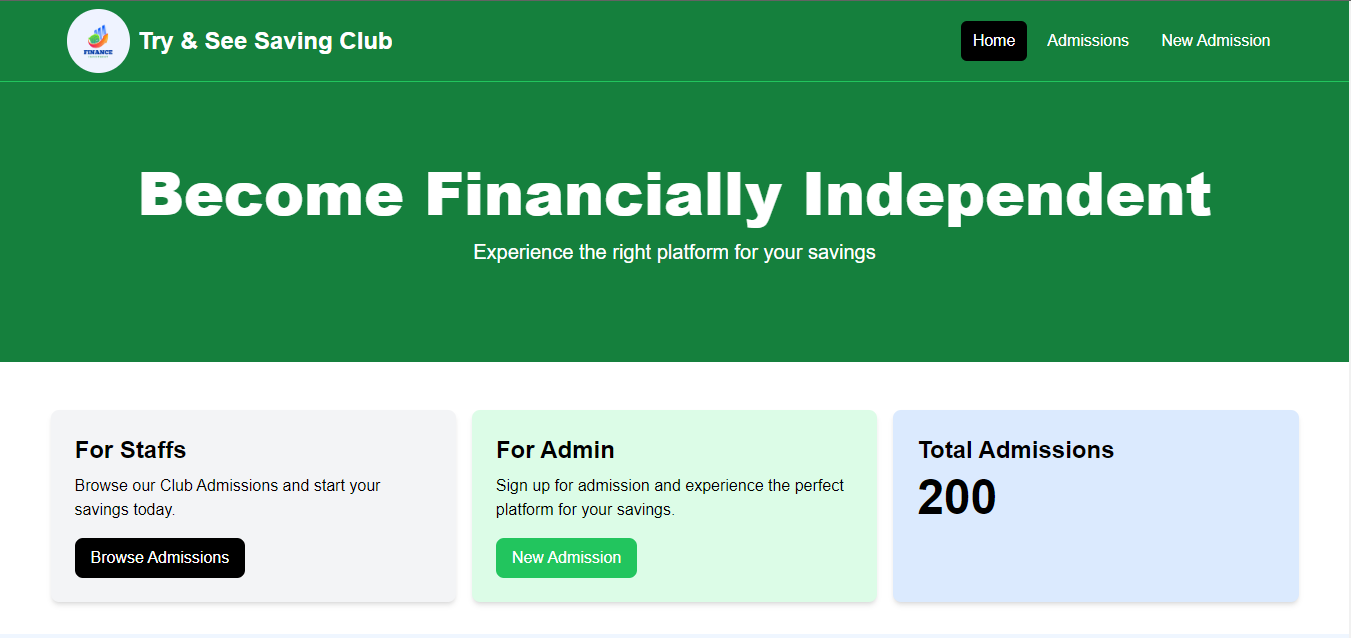 FINANCE
Try & See Saving Club
Home
Admissions
New Admission
Become Financially Independent
Experience the right platform for your savings
For Staffs
Browse our Club Admissions and start your
savings today.
Browse Admissions
For Admin
Sign up for admission and experience the perfect
platform for your savings.
New Admission
Total Admissions
200